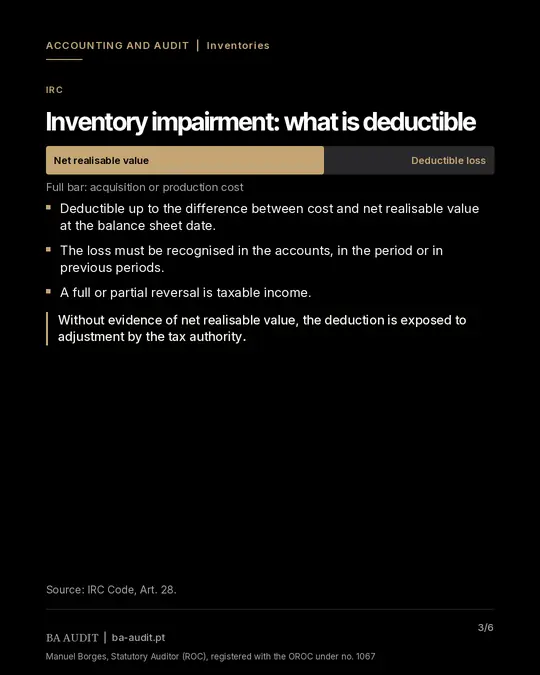 ACCOUNTING AND AUDIT | Inventories
IRC
Inventory impairment: what is deductible
Net realisable value
Deductible loss
Full bar: acquisition or production cost
Deductible up to the difference between cost and net realisable value
at the balance sheet date.
The loss must be recognised in the accounts, in the period or in
previous periods.
A full or partial reversal is taxable income.
Without evidence of net realisable value, the deduction is exposed to
adjustment by the tax authority.
Source: IRC Code, Art. 28.
3/6
BA AUDIT | ba-audit.pt
Manuel Borges, Statutory Auditor (ROC), registered with the OROC under no. 1067